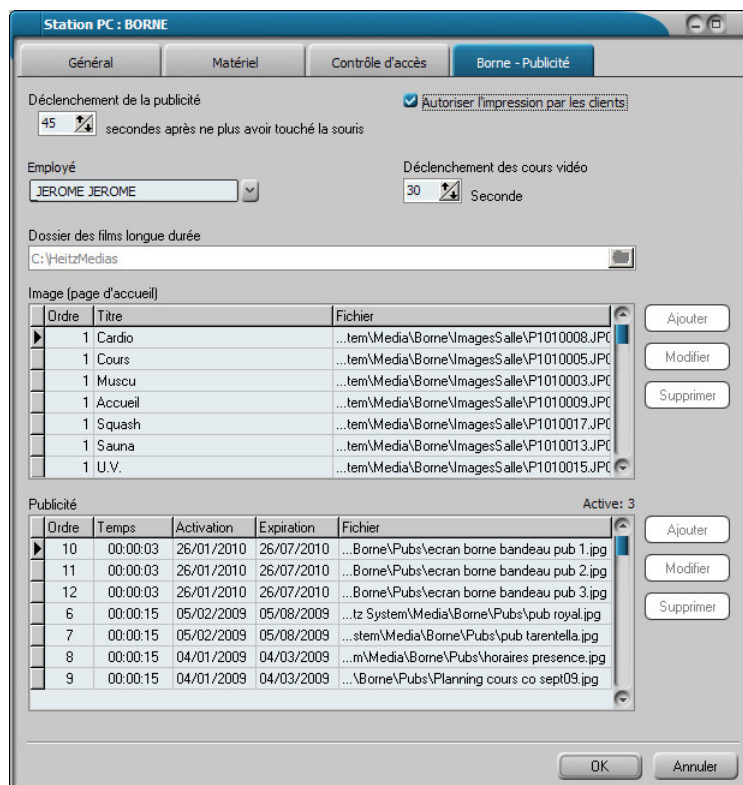 Station PC : BORNE
Général Matériel Contrôle d'accès Borne - Publicité
Déclenchement de la publicité
Autoriser l'impression par les clients
45 secondes après ne plus avoir touché la souris
Employé
_JEROME JEROME
Déclenchement des cours vidéo
30 Seconde
Dossier des films longue durée
C:\HeitzMedias
Image (page d'accueil)
Ordre Titre Fichier
1 Cardio ...tem\Media\Borne\ImagesSalle\P1010008.JPG
1 Cours ...tem\Media\Borne\ImagesSalle\P1010005.JPG
1 Muscu ...tem\Media\Borne\ImagesSalle\P1010003.JPG
1 Accueil ...tem\Media\Borne\ImagesSalle\P1010009.JPG
1 Squash ...tem\Media\Borne\ImagesSalle\P1010017.JPG
1 Sauna ...tem\Media\Borne\ImagesSalle\P1010013.JPG
1 U.V. ...tem\Media\Borne\ImagesSalle\P1010015.JPG
Ajouter
Modifier
Supprimer
Publicité Active: 3
Ordre Temps Activation Expiration Fichier
10 00:00:03 26/01/2010 26/07/2010 ...Borne\Pubs\ecran borne bandeau pub 1.jpg
11 00:00:03 26/01/2010 26/07/2010 ...Borne\Pubs\ecran borne bandeau pub 2.jpg
12 00:00:03 26/01/2010 26/07/2010 ...Borne\Pubs\ecran borne bandeau pub 3.jpg
6 00:00:15 05/02/2009 05/08/2009 ...tz System\Media\Borne\Pubs\pub royal.jpg
7 00:00:15 05/02/2009 05/08/2009 ...stem\Media\Borne\Pubs\pub tarentella.jpg
8 00:00:15 04/01/2009 04/03/2009 ...m\Media\Borne\Pubs\horaires presence.jpg
9 00:00:15 04/01/2009 04/03/2009 ...\Borne\Pubs\Planning cours co sept09.jpg
Ajouter
Modifier
Supprimer
OK Annuler